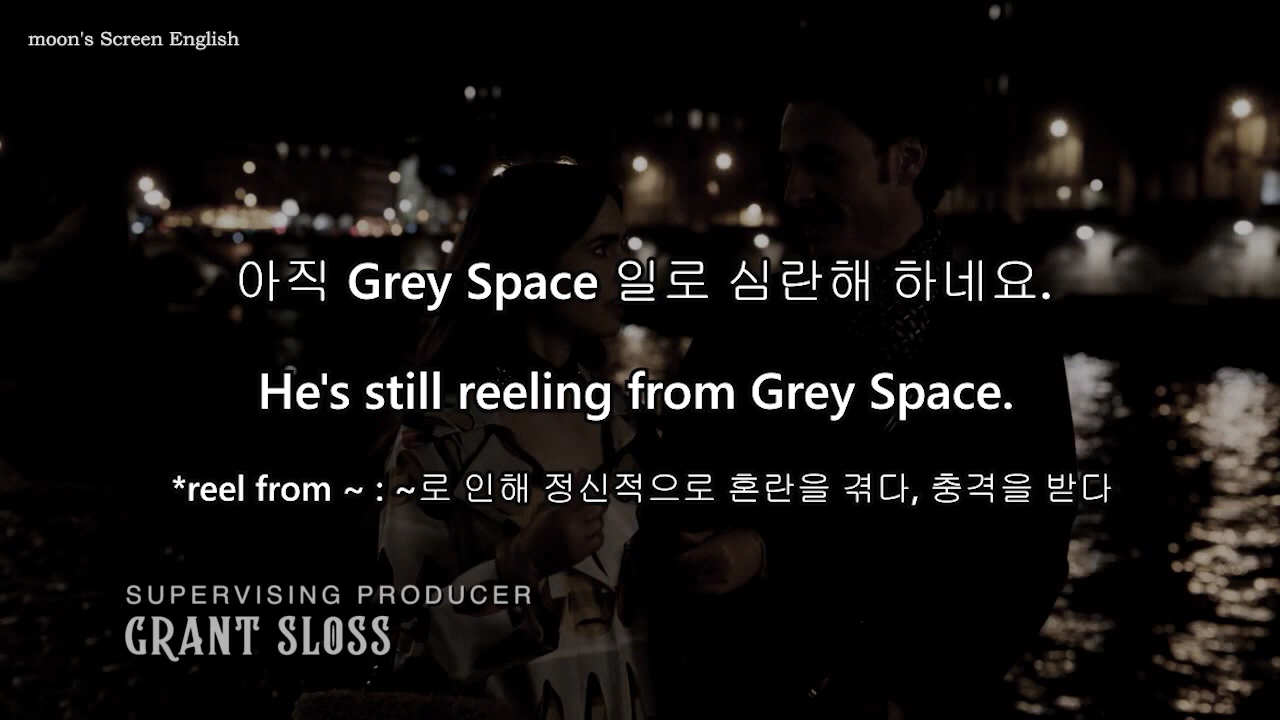 moon's Screen English
아직 Grey Space 일로 심란해 하네요.
He's still reeling from Grey Space.
*reel from ~ : ~로 인해 정신적으로 혼란을 겪다, 충격을 받다
SUPERVISING PRODUCER
GRANT SLOSS